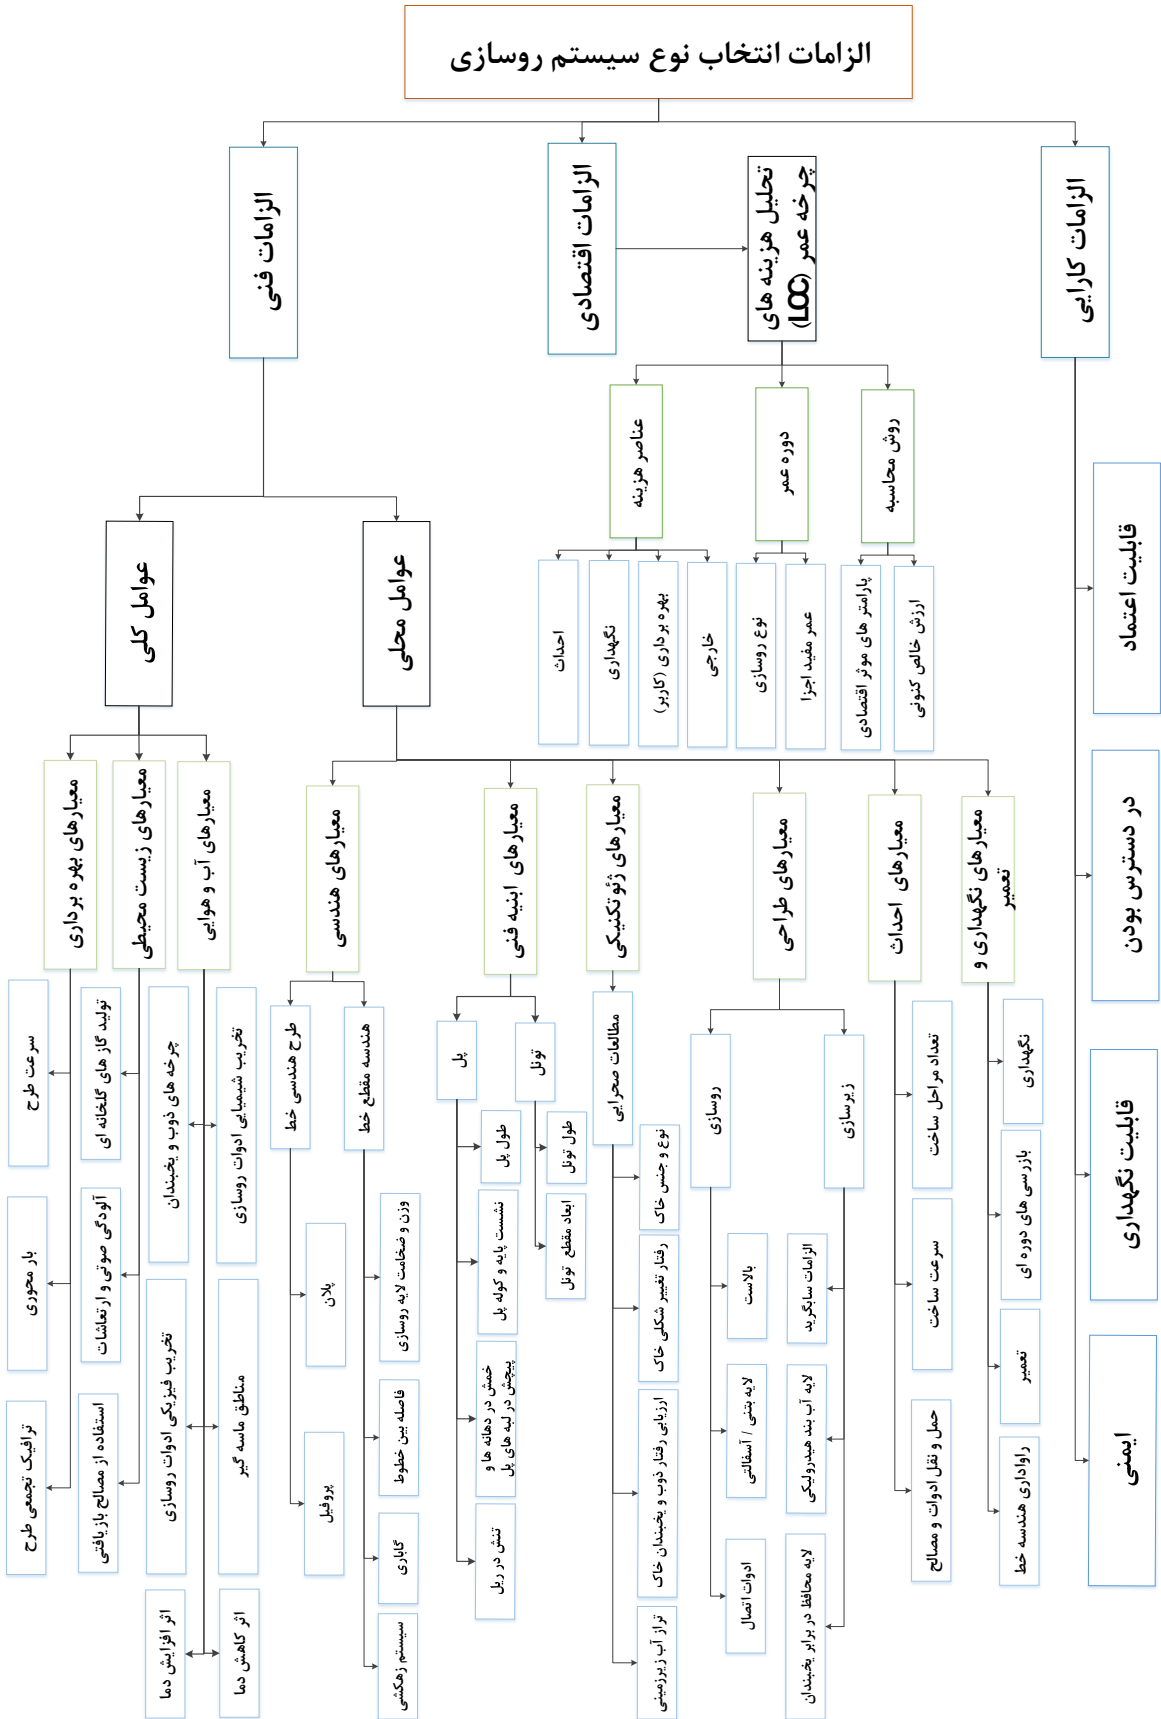 الزامات انتخاب نوع سیستم روسازی
الزامات کارایی
قابلیت اعتماد
در دسترس بودن
قابلیت نگهداری
ایمنی
الزامات اقتصادی
تحلیل هزینه های
چرخه عمر (LCC)
روش محاسبه
ارزش خالص کنونی
پارامتر های موثر اقتصادی
دوره عمر
عمر مفید اجزا
نوع روسازی
عناصر هزینه
خارجی
بهره برداری (کاربر)
نگهداری
احداث
الزامات فنی
عوامل محلی
معیارهای نگهداری و
تعمیر
نگهداری
بازرسی های دوره ای
تعمیر
رواداری هندسه خط
معیارهای احداث
تعداد مراحل ساخت
سرعت ساخت
حمل و نقل ادوات و مصالح
معیارهای طراحی
زیرسازی
الزامات سابگرید
لایه آب بند هیدرولیکی
لایه محافظ در برابر یخبندان
روسازی
بالاست
لایه بتنی / آسفالتی
ادوات اتصال
معیارهای ژئوتکنیکی
مطالعات صحرایی
نوع و جنس خاک
رفتار تغییر شکلی خاک
ارزیابی رفتار ذوب و یخبندان خاک
تراز آب زیرزمینی
معیارهای ابنیه فنی
تونل
طول تونل
ابعاد مقطع تونل
پل
طول پل
نشست پایه و کوله پل
خمش در دهانه ها و
پیچش در لبه های پل
تنش در ریل
معیارهای هندسی
هندسه مقطع خط
وزن و ضخامت لایه روسازی
فاصله بین خطوط
گاباری
سیستم زهکشی
طرح هندسی خط
پلان
پروفیل
عوامل کلی
معیارهای آب و هوایی
تخریب شیمیایی ادوات روسازی
چرخه های ذوب و یخبندان
مناطق ماسه گیر
تخریب فیزیکی ادوات روسازی
اثر کاهش دما
اثر افزایش دما
معیارهای زیست محیطی
تولید گاز های گلخانه ای
آلودگی صوتی و ارتعاشات
استفاده از مصالح بازیافتی
معیارهای بهره برداری
سرعت طرح
بار محوری
ترافیک تجمعی طرح